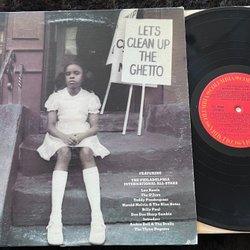 LET'S
CLEAN UP
THE
GHETTO
FEATURING
THE PHILADELPHIA
INTERNATIONAL ALL-STARS
Lou Rawls
The O'Jays
Teddy Pendergrass
Harold Melvin & The Blue Notes
Billy Paul
Dee Dee Sharp Gamble
Intruders
Archie Bell & The Drells
The Three Degrees